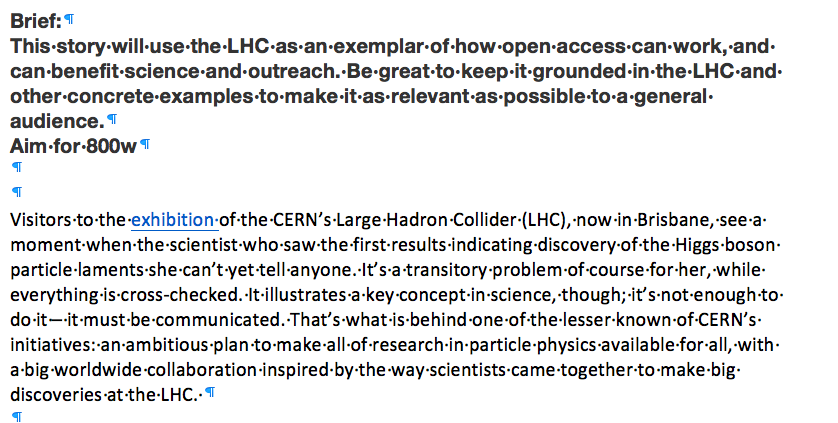 Brief:
This story will use the LHC as an exemplar of how open access can work, and
can benefit science and outreach. Be great to keep it grounded in the LHC and
other concrete examples to make it as relevant as possible to a general
audience.
Aim for 800w
Visitors to the exhibition of the CERN's Large Hadron Collider (LHC), now in Brisbane, see a
moment when the scientist who saw the first results indicating discovery of the Higgs boson
particle laments she can't yet tell anyone. It's a transitory problem of course for her, while
everything is cross-checked. It illustrates a key concept in science, though; it's not enough to
do it—it must be communicated. That's what is behind one of the lesser known of CERN's
initiatives: an ambitious plan to make all of research in particle physics available for all, with
a big worldwide collaboration inspired by the way scientists came together to make big
discoveries at the LHC.